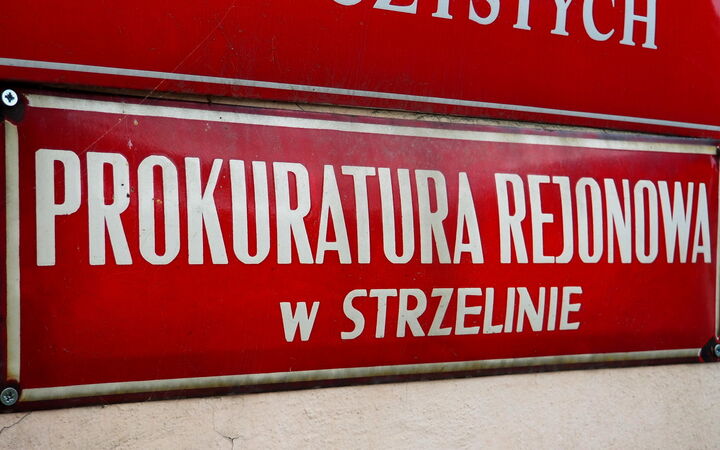 PROKURATURA REJONOWA
W STRZELINIE